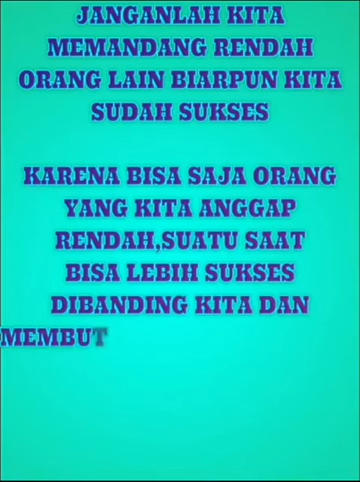 JANGANLAH KITA
MEMANDANG RENDAH
ORANG LAIN BIARPUN KITA
SUDAH SUKSES
KARENA BISA SAJA ORANG
YANG KITA ANGGAP
RENDAH,SUATU SAAT
BISA LEBIH SUKSES
DIBANDING KITA DAN
MEMBUT